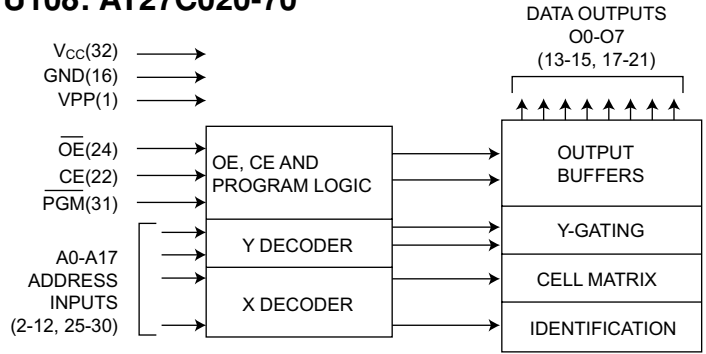 U108: AT27C020-70
DATA OUTPUTS
O0-O7
(13-15, 17-21)
VCC(32)
GND(16)
VPP(1)
OE(24)
CE(22)
PGM(31)
A0-A17
ADDRESS
INPUTS
(2-12, 25-30)
OE, CE AND
PROGRAM LOGIC
Y DECODER
X DECODER
OUTPUT
BUFFERS
Y-GATING
CELL MATRIX
IDENTIFICATION